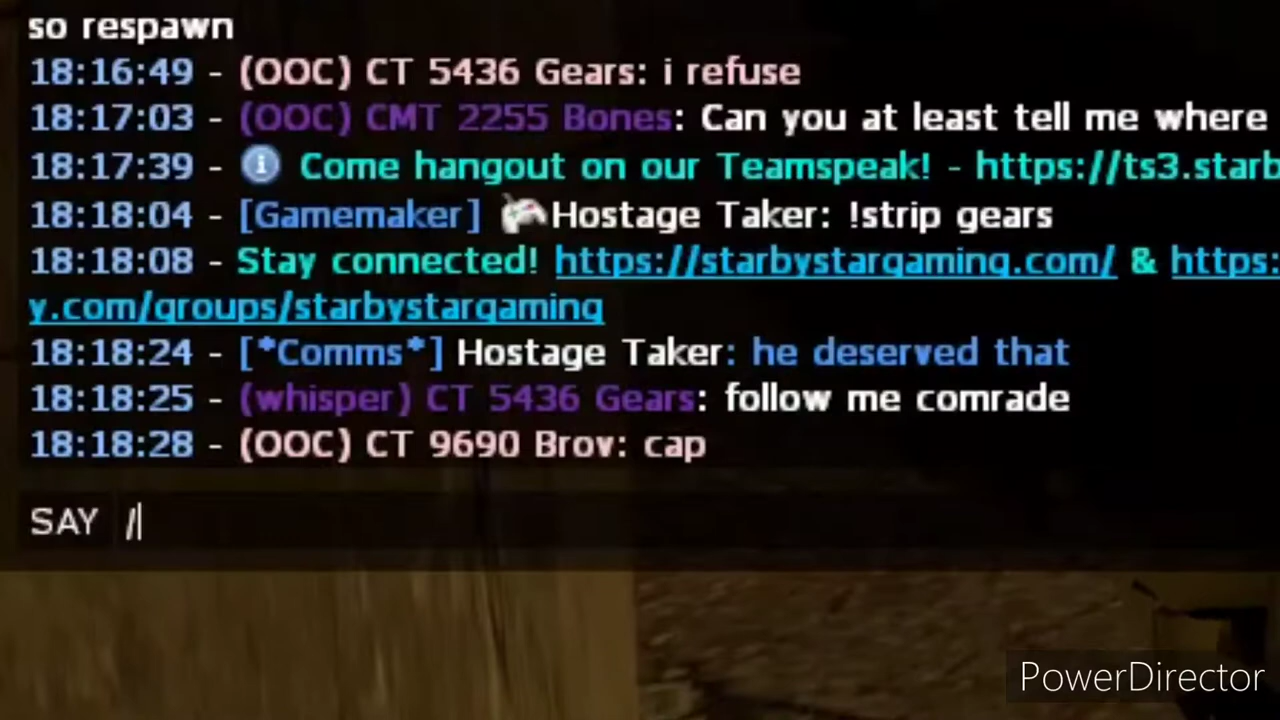 so respawn
18:16:49 - (OOC) CT 5436 Gears: i refuse
18:17:03 - (OOC) CMT 2255 Bones: Can you at least tell me where
18:17:39 - Come hangout on our Teamspeak! - https://ts3.starb
18:18:04 - [Gamemaker] Hostage Taker: !strip gears
18:18:08 - Stay connected! https://starbystargaming.com/ & https:
y.com/groups/starbystargaming
18:18:24 - [*Comms*] Hostage Taker: he deserved that
18:18:25 - (whisper) CT 5436 Gears: follow me comrade
18:18:28 - (OOC) CT 9690 Brov: cap
SAY /
PowerDirector